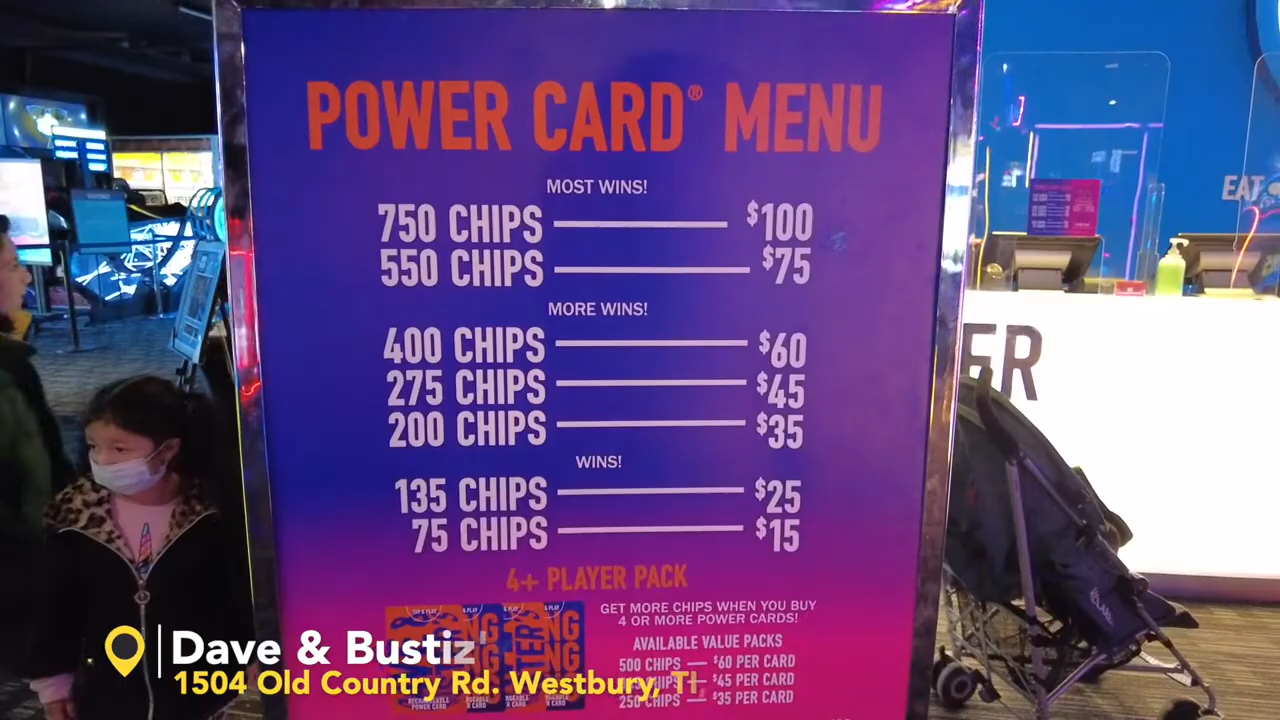 POWER CARD® MENU
MOST WINS!
750 CHIPS $100
550 CHIPS $75
MORE WINS!
400 CHIPS $60
275 CHIPS $45
200 CHIPS $35
WINS!
135 CHIPS $25
75 CHIPS $15
4+ PLAYER PACK
GET MORE CHIPS WHEN YOU BUY
4 OR MORE POWER CARDS!
AVAILABLE VALUE PACKS
500 CHIPS — $60 PER CARD
CHIPS — $45 PER CARD
250 CHIPS — $35 PER CARD
POWER CARD
EAT
ER
Dave & Bustiz'
1504 Old Country Rd. Westbury,